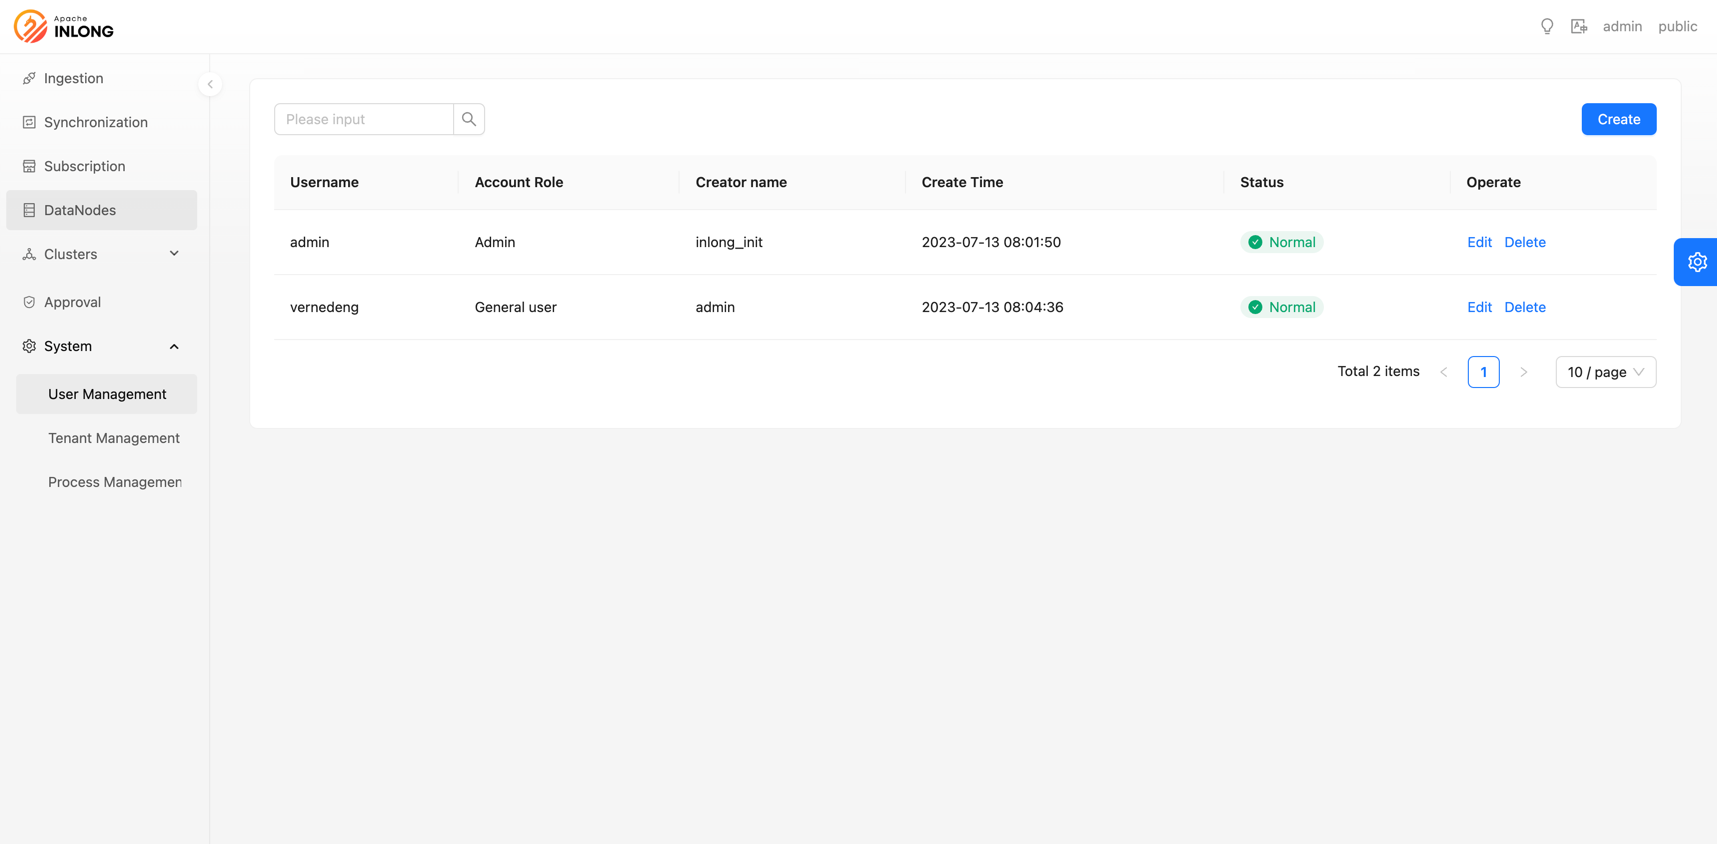 Apache
INLONG
admin public
Ingestion
Synchronization
Subscription
DataNodes
Clusters
Approval
System
User Management
Tenant Management
Process Managemen
Please input
Create
Username Account Role Creator name Create Time Status Operate
admin Admin inlong_init 2023-07-13 08:01:50 Normal Edit Delete
vernedeng General user admin 2023-07-13 08:04:36 Normal Edit Delete
Total 2 items 1 10 / page